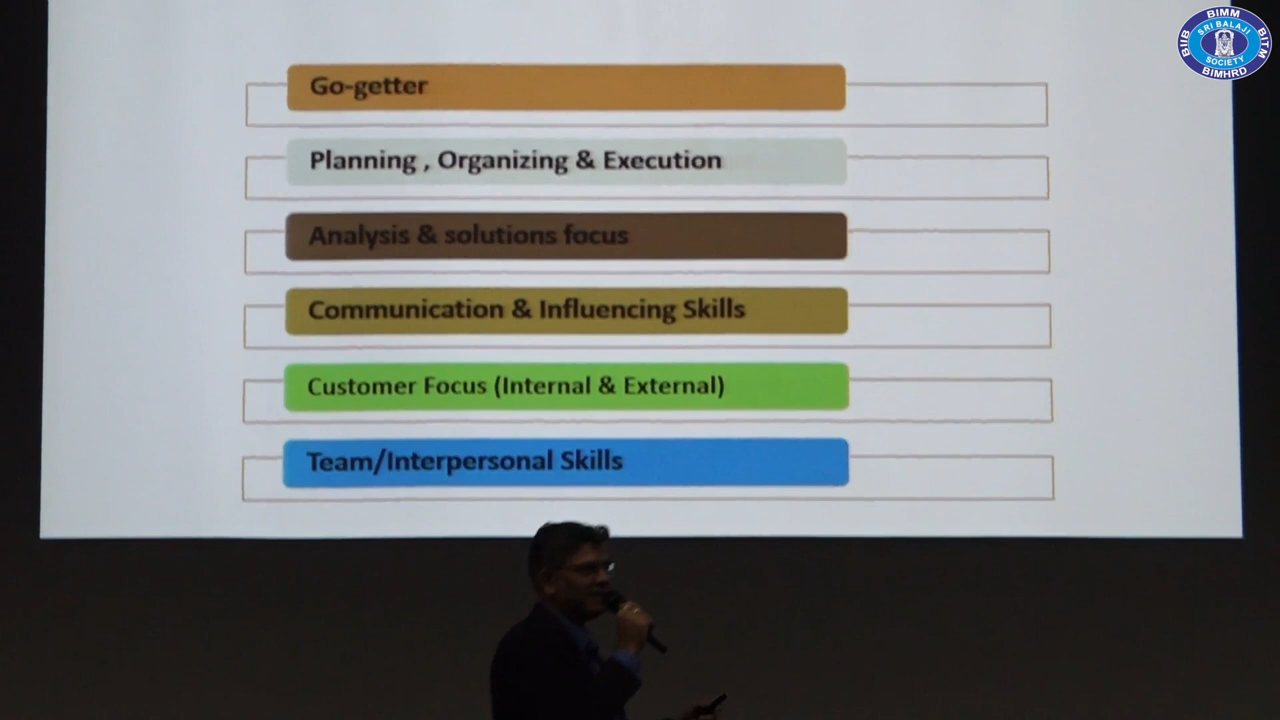 Go-getter
Planning , Organizing & Execution
Analysis & solutions focus
Communication & Influencing Skills
Customer Focus (Internal & External)
Team/Interpersonal Skills
BIMM
BIIB
SRI BALAJI
SOCIETY
BITM
BIMHRD